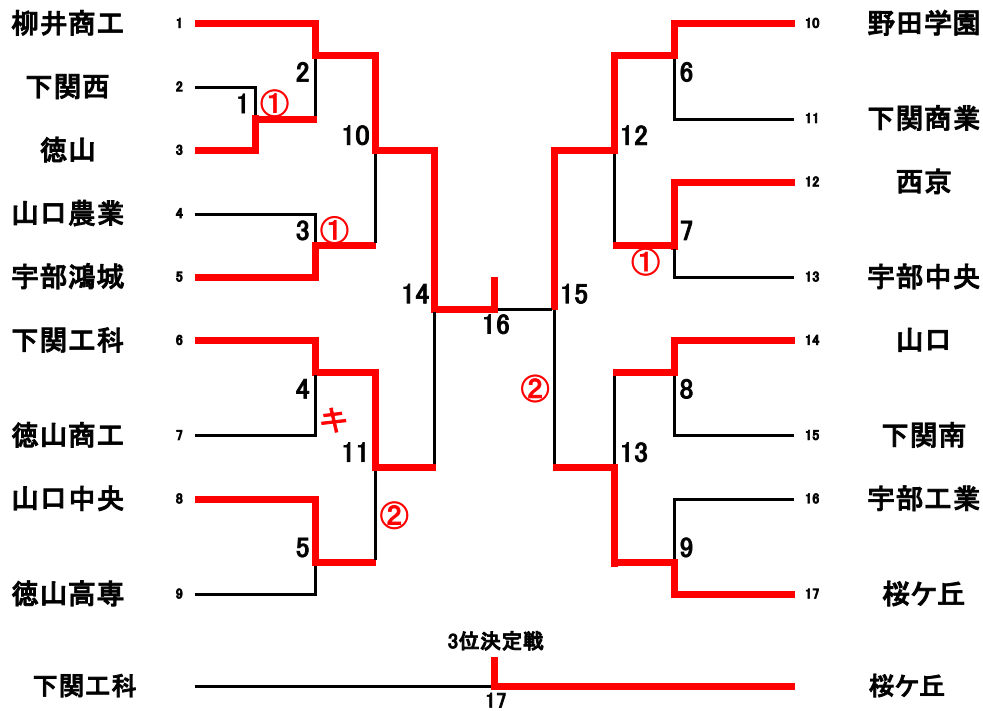 柳井商工 1 10 野田学園
2 6
下関西 2 1 ① 11 下関商業
10 12
徳山 3 12 西京
山口農業 4 3 ① 7
① 宇部鴻城 5 13 宇部中央
14 15
16
下関工科 6 14 山口
4 ② 8
キ
徳山商工 7 15 下関南
11 13
山口中央 8 16 宇部工業
②
5 9
徳山高専 9 17 桜ケ丘
3位決定戦
下関工科 桜ケ丘
17